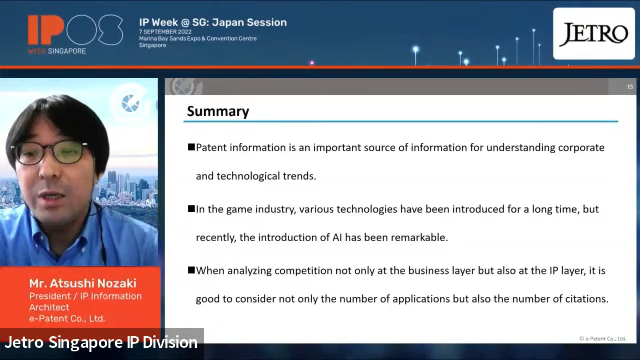 IPOS
WEEK SINGAPORE
IP Week @ SG: Japan Session
7 SEPTEMBER 2022
Marina Bay Sands Expo & Convention Centre
Singapore
JETRO
15
Summary
■Patent information is an important source of information for understanding corporate
and technological trends.
■In the game industry, various technologies have been introduced for a long time, but
recently, the introduction of AI has been remarkable.
■When analyzing competition not only at the business layer but also at the IP layer, it is
good to consider not only the number of applications but also the number of citations.
© e-Patent Co., Ltd.
Mr. Atsushi Nozaki
President / IP Information
Architect
e-Patent Co., Ltd.
Jetro Singapore IP Division